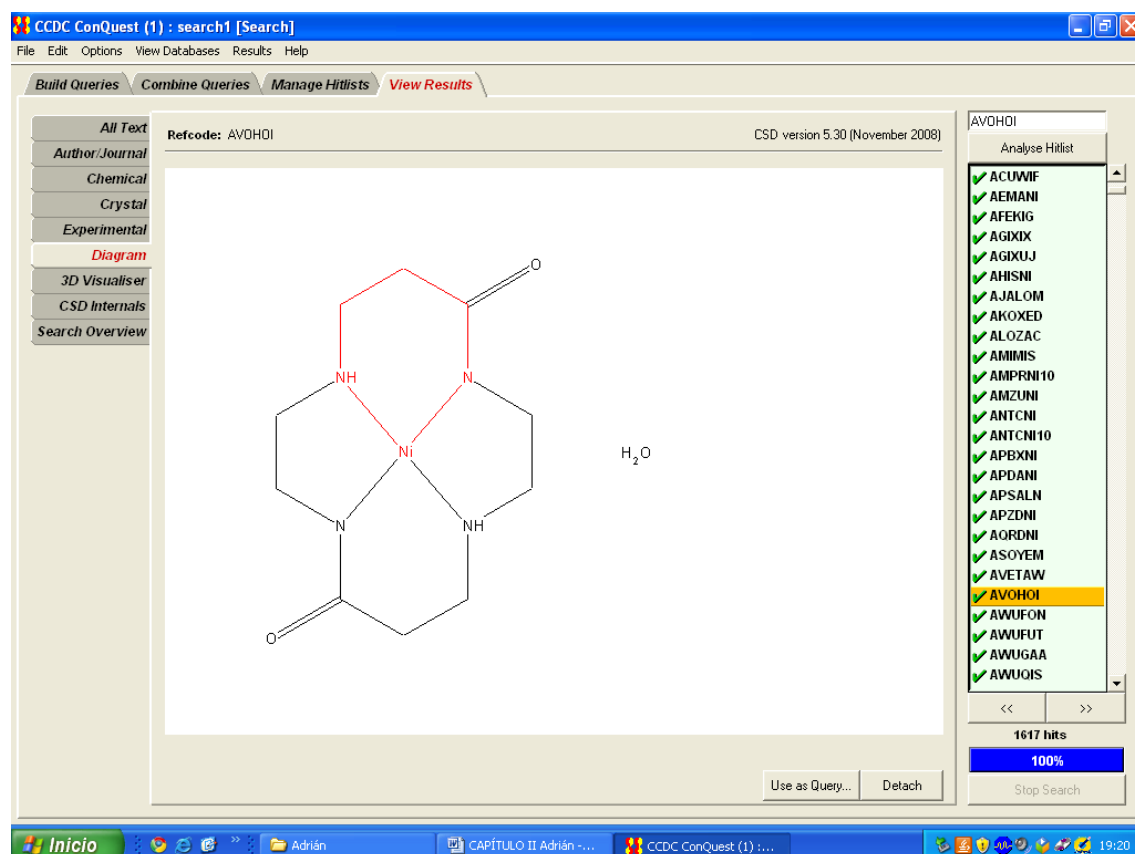 CCDC ConQuest (1) : search1 [Search]
File Edit Options View Databases Results Help
Build Queries Combine Queries Manage Hitlists View Results
All Text
Author/Journal
Chemical
Crystal
Experimental
Diagram
3D Visualiser
CSD Internals
Search Overview
Refcode: AVOHOI CSD version 5.30 (November 2008)
O
NH N
Ni
H2O
N NH
O
Use as Query... Detach
AVOHOI
Analyse Hitlist
ACUWIF
AEMANI
AFEKIG
AGIXIX
AGIXUJ
AHISNI
AJALOM
AKOXED
ALOZAC
AMIMIS
AMPRNI10
AMZUNI
ANTCNI
ANTCNI10
APBXNI
APDANI
APSALN
APZDNI
AQRDNI
ASOYEM
AVETAW
AVOHOI
AWUFON
AWUFUT
AWUGAA
AWUQIS
<< >>
1617 hits
100%
Stop Search
Inicio » Adrián CAPÍTULO II Adrián -... CCDC ConQuest (1) :... 19:20